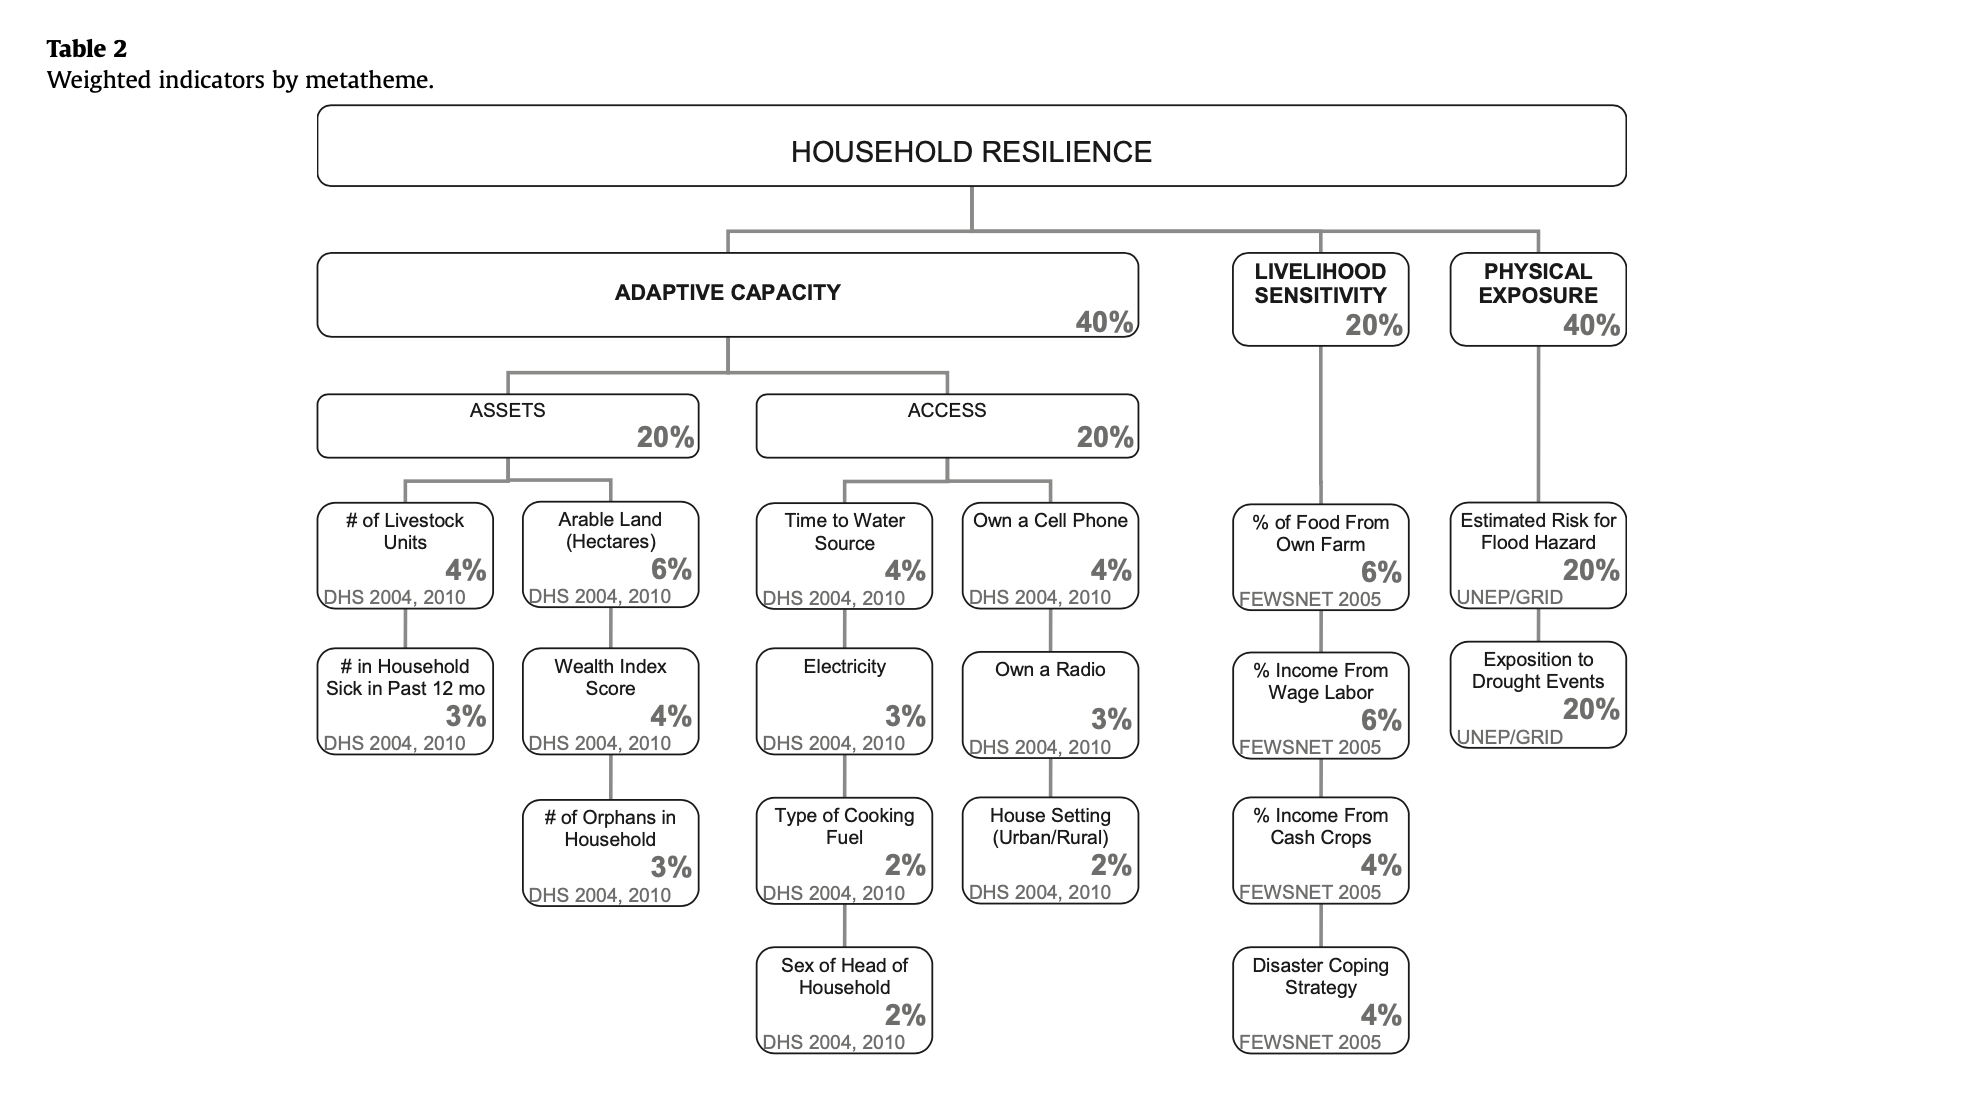 Table 2
Weighted indicators by metatheme.
HOUSEHOLD RESILIENCE
ADAPTIVE CAPACITY
40%
LIVELIHOOD
SENSITIVITY
20%
PHYSICAL
EXPOSURE
40%
ASSETS
20%
ACCESS
20%
# of Livestock
Units
4%
DHS 2004, 2010
Arable Land
(Hectares)
6%
DHS 2004, 2010
Time to Water
Source
4%
DHS 2004, 2010
Own a Cell Phone
4%
DHS 2004, 2010
% of Food From
Own Farm
6%
FEWSNET 2005
Estimated Risk for
Flood Hazard
20%
UNEP/GRID
# in Household
Sick in Past 12 mo
3%
DHS 2004, 2010
Wealth Index
Score
4%
DHS 2004, 2010
Electricity
3%
DHS 2004, 2010
Own a Radio
3%
DHS 2004, 2010
% Income From
Wage Labor
6%
FEWSNET 2005
Exposition to
Drought Events
20%
UNEP/GRID
# of Orphans in
Household
3%
DHS 2004, 2010
Type of Cooking
Fuel
2%
DHS 2004, 2010
House Setting
(Urban/Rural)
2%
DHS 2004, 2010
% Income From
Cash Crops
4%
FEWSNET 2005
Sex of Head of
Household
2%
DHS 2004, 2010
Disaster Coping
Strategy
4%
FEWSNET 2005